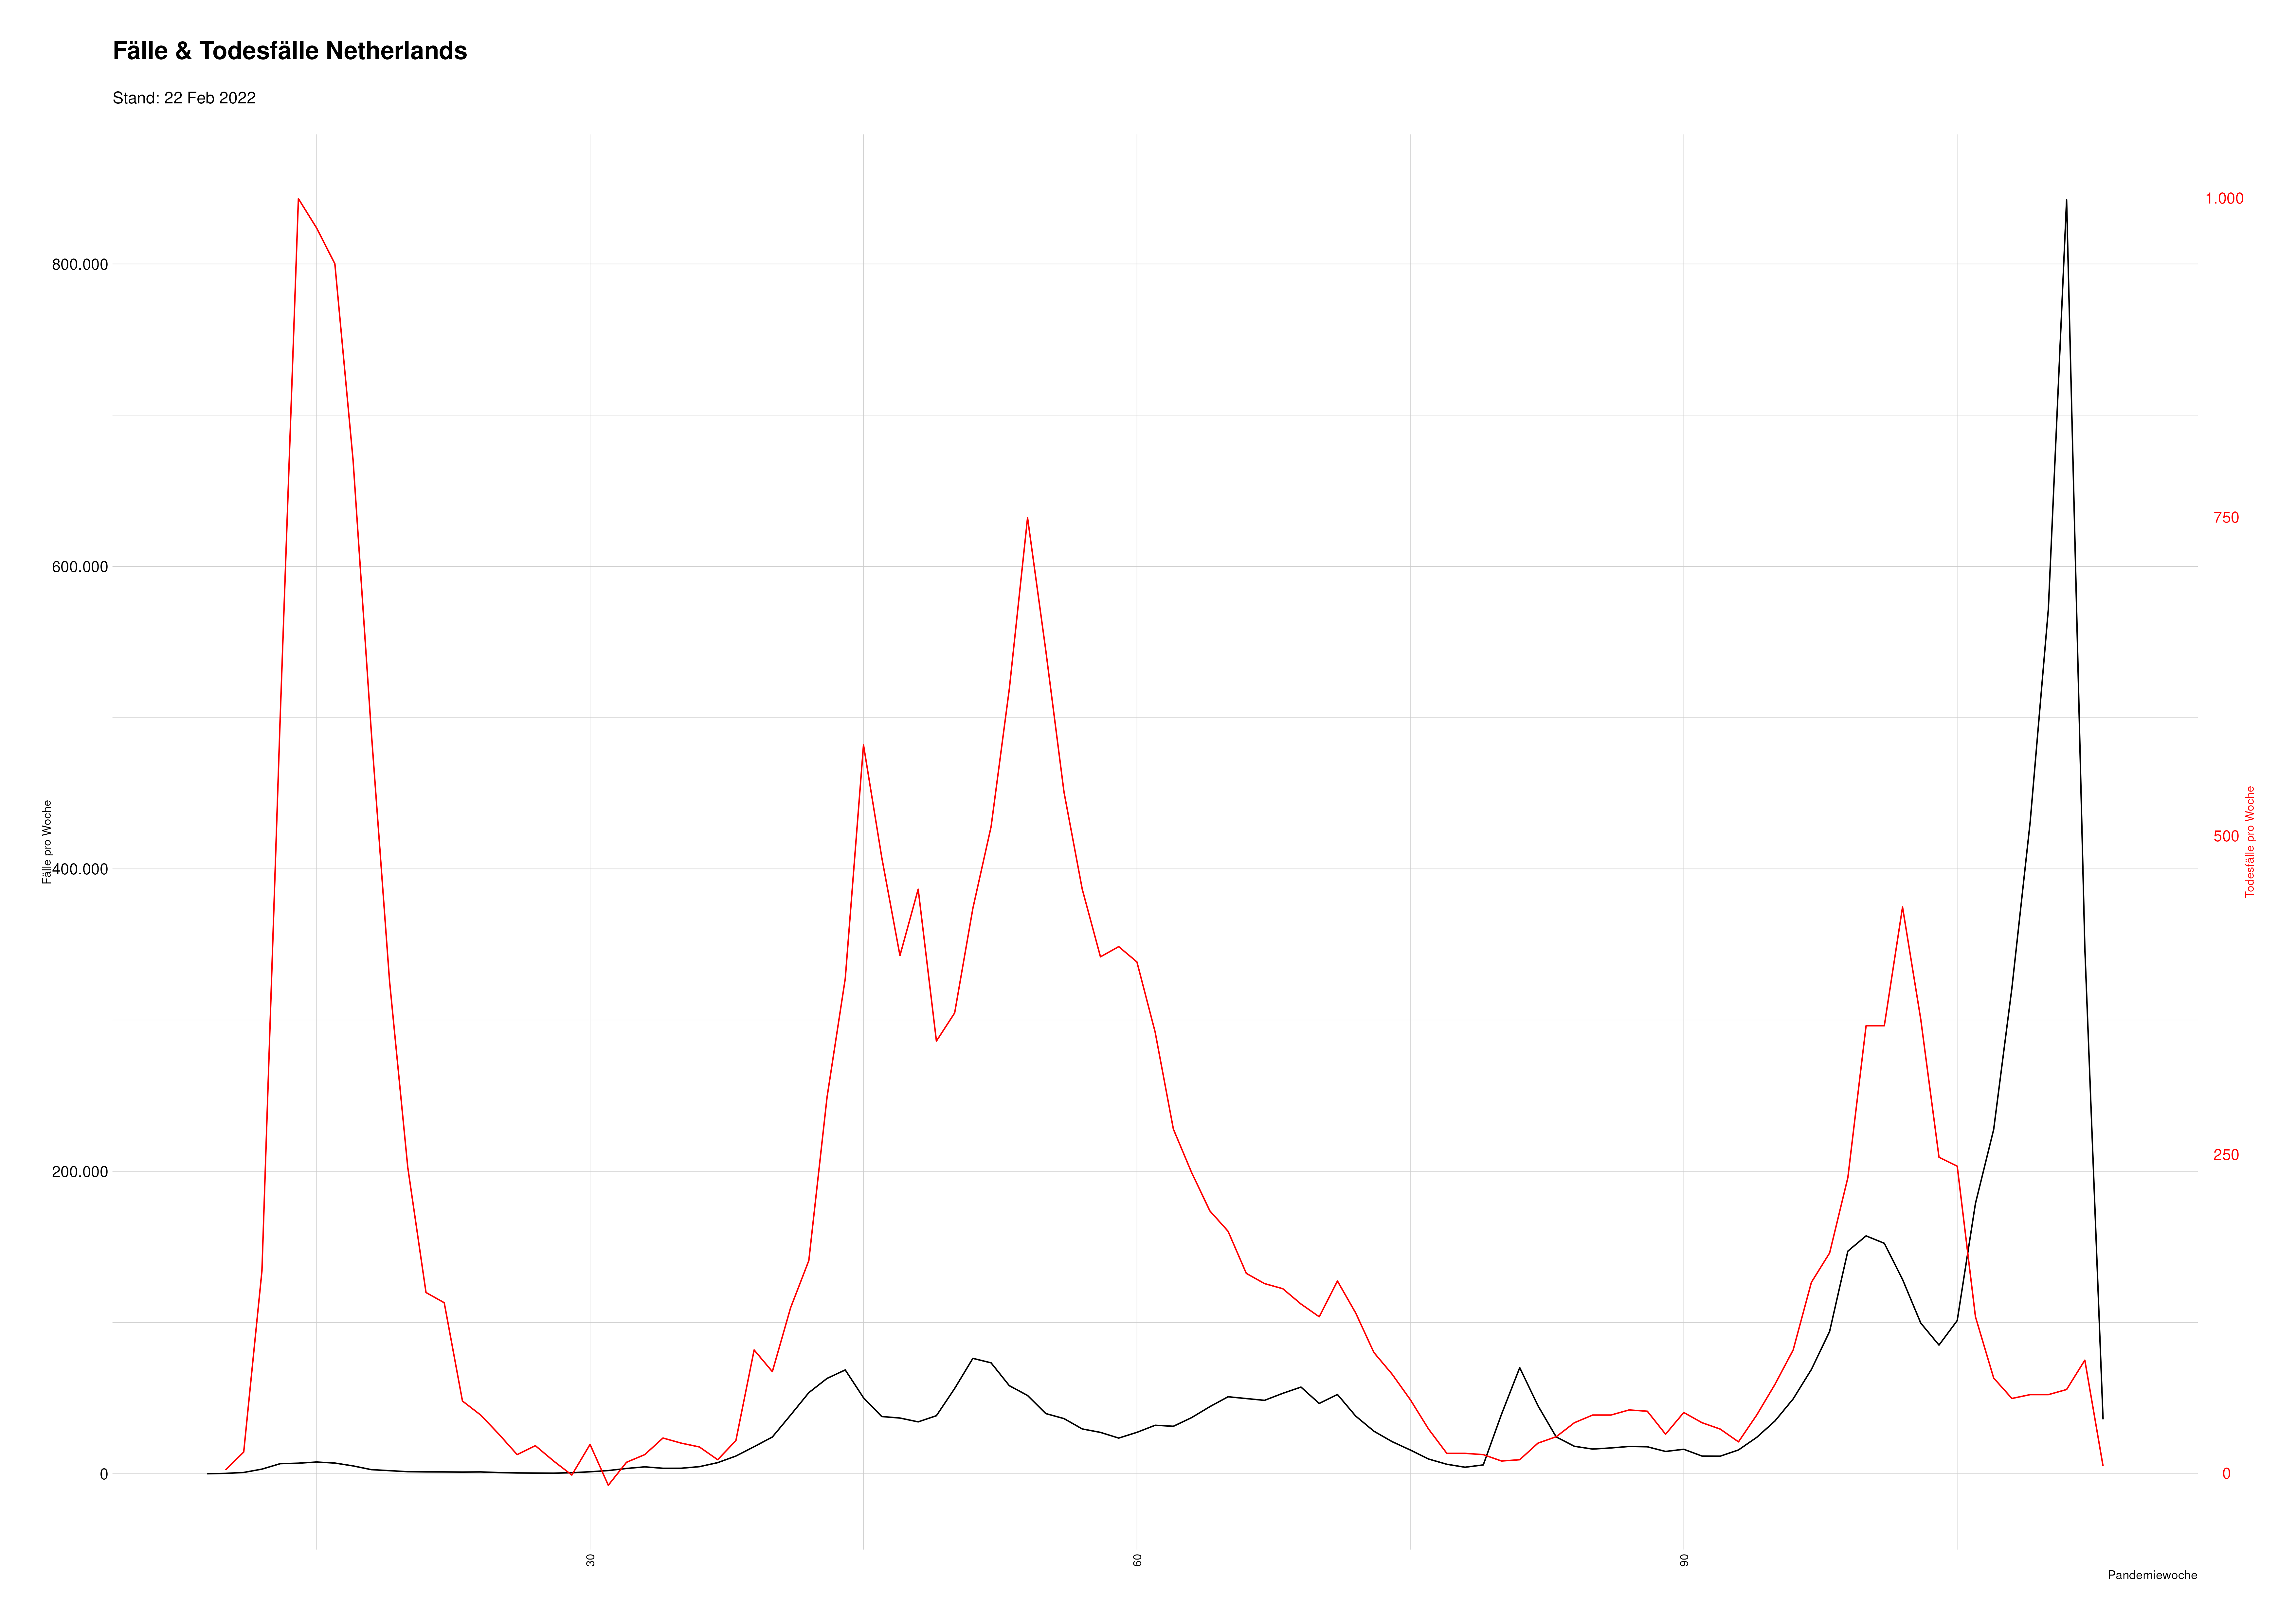 Fälle & Todesfälle Netherlands
Stand: 22 Feb 2022
1.000
800.000
750
600.000
Fälle pro Woche
Todesfälle pro Woche
500
400.000
250
200.000
0
0
30
60
90
Pandemiewoche